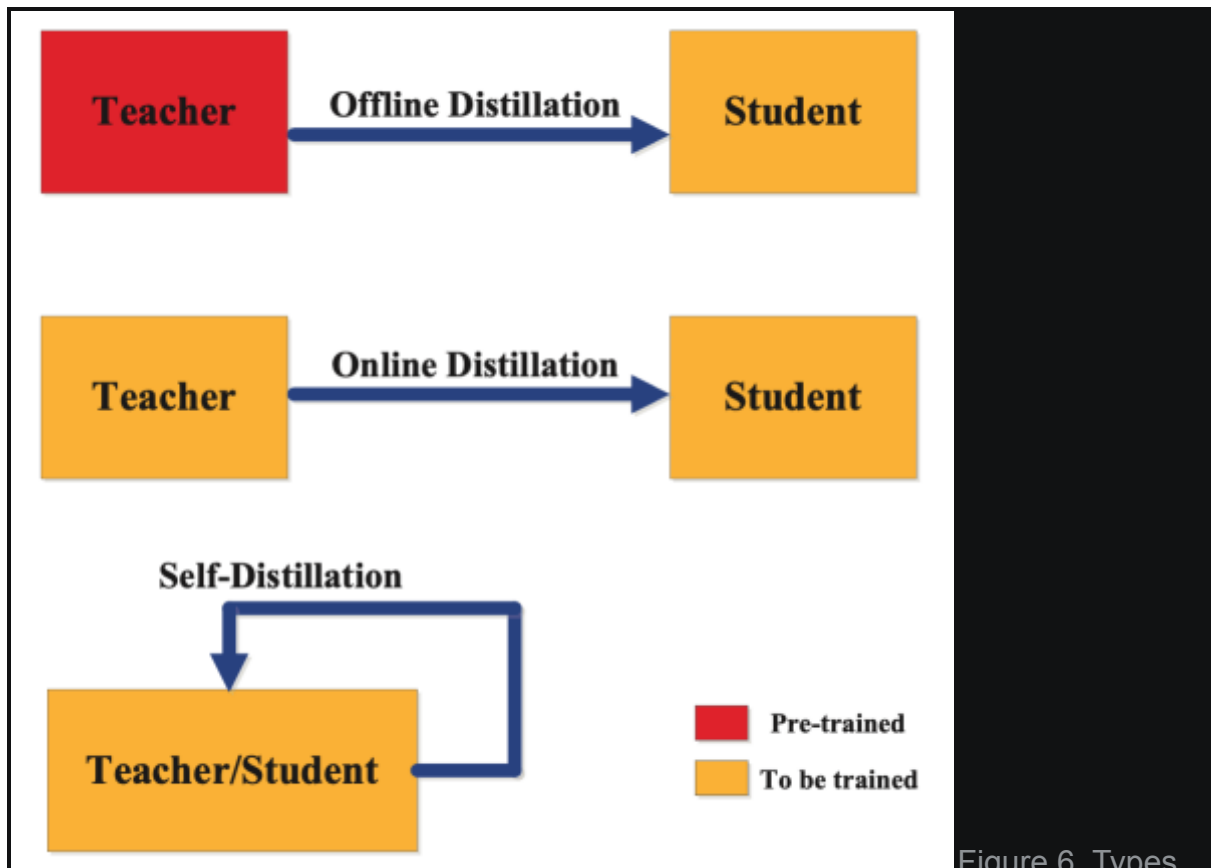 Teacher
Offline Distillation
Student
Teacher
Online Distillation
Student
Self-Distillation
Teacher/Student
Pre-trained
To be trained
Figure 6. Types